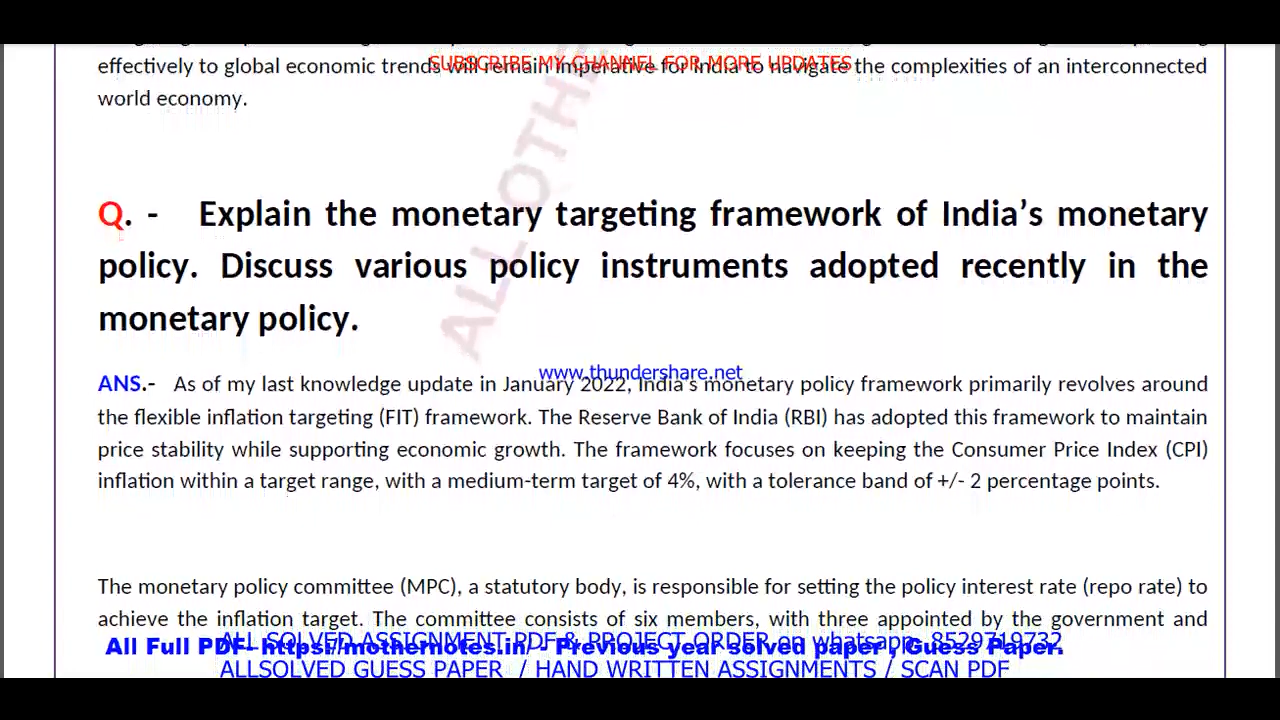 SUBSCRIBE MY CHANNEL FOR MORE UPDATES
effectively to global economic trends will remain imperative for India to navigate the complexities of an interconnected
world economy.
ALL OTHE
Q. - Explain the monetary targeting framework of India’s monetary
policy. Discuss various policy instruments adopted recently in the
monetary policy.
www.thundershare.net
ANS.- As of my last knowledge update in January 2022, India's monetary policy framework primarily revolves around
the flexible inflation targeting (FIT) framework. The Reserve Bank of India (RBI) has adopted this framework to maintain
price stability while supporting economic growth. The framework focuses on keeping the Consumer Price Index (CPI)
inflation within a target range, with a medium-term target of 4%, with a tolerance band of +/- 2 percentage points.
The monetary policy committee (MPC), a statutory body, is responsible for setting the policy interest rate (repo rate) to
achieve the inflation target. The committee consists of six members, with three appointed by the government and
ALL SOLVED ASSIGNMENT PDF & PROJECT ORDER on whatsapp - 8529719732
All Full PDF- https://mothernotes.in/ - Previous year solved paper , Guess Paper.
ALLSOLVED GUESS PAPER / HAND WRITTEN ASSIGNMENTS / SCAN PDF